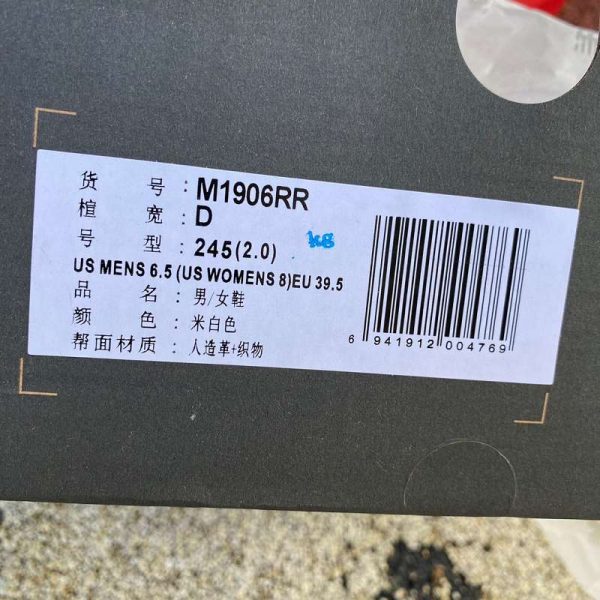 货 号 : M1906RR
楦 宽 : D
号 型 : 245(2.0) kg
US MENS 6.5 (US WOMENS 8)EU 39.5
品 名 : 男/女鞋
颜 色 : 米白色
帮面材质 : 人造革+织物
6 941912 004769